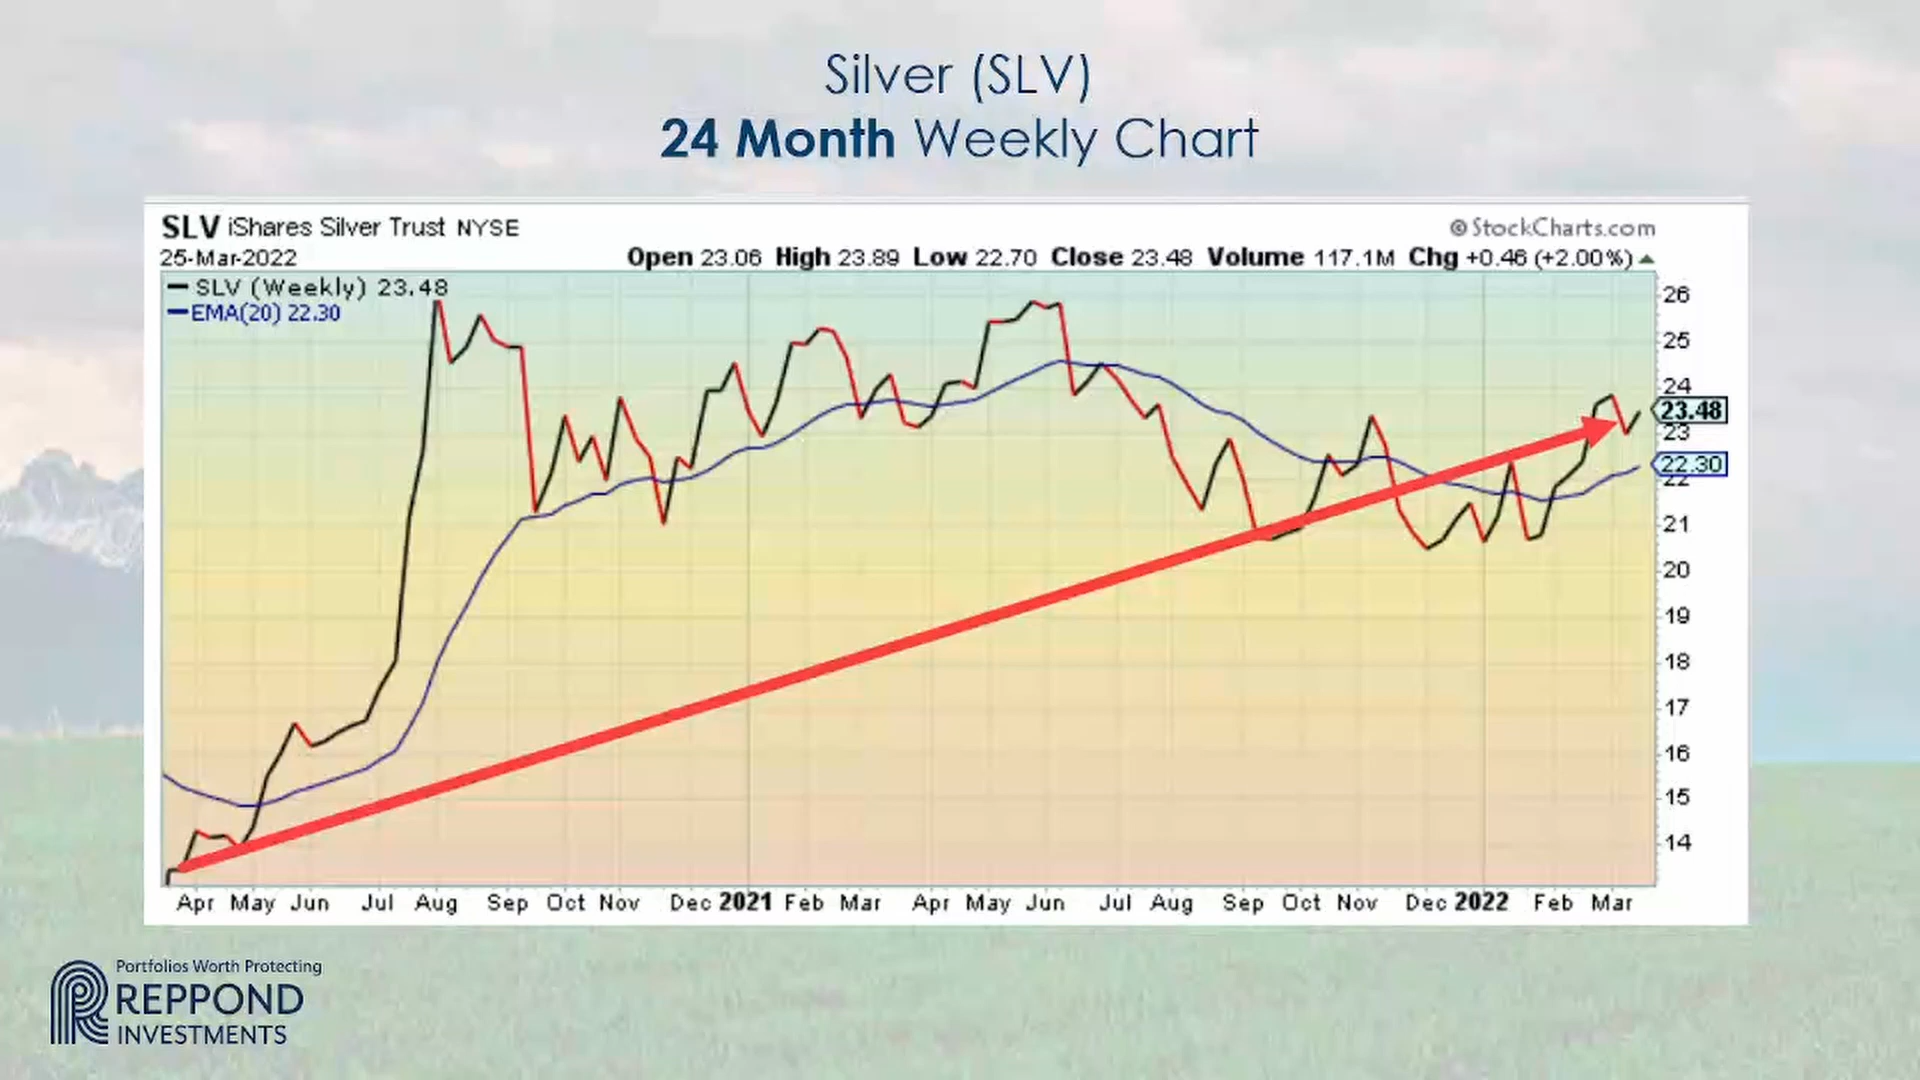 Silver (SLV)
24 Month Weekly Chart
SLV iShares Silver Trust NYSE
© StockCharts.com
25-Mar-2022
Open 23.06 High 23.89 Low 22.70 Close 23.48 Volume 117.1M Chg +0.46 (+2.00%)
SLV (Weekly) 23.48
EMA(20) 22.30
26
25
24
23.48
23
22.30
22
21
20
19
18
17
16
15
14
Apr May Jun Jul Aug Sep Oct Nov Dec 2021 Feb Mar Apr May Jun Jul Aug Sep Oct Nov Dec 2022 Feb Mar
Portfolios Worth Protecting
REPPOND
INVESTMENTS